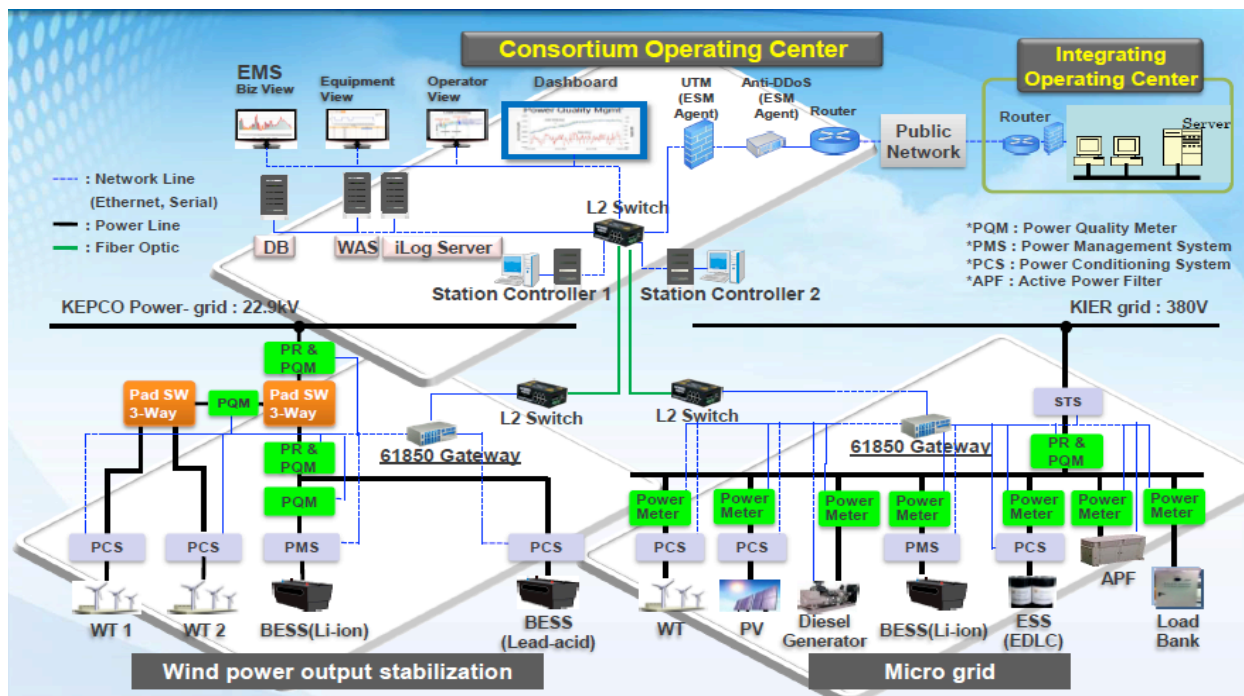 Consortium Operating Center
Integrating
Operating Center
EMS
Biz View
Equipment
View
Operator
View
Dashboard
Power Quality Mgmt
UTM
(ESM
Agent)
Anti-DDoS
(ESM
Agent)
Router
Public
Network
Router
Server
: Network Line
(Ethernet, Serial)
: Power Line
: Fiber Optic
DB
WAS
iLog Server
L2 Switch
Station Controller 1
Station Controller 2
*PQM : Power Quality Meter
*PMS : Power Management System
*PCS : Power Conditioning System
*APF : Active Power Filter
KEPCO Power- grid : 22.9kV
KIER grid : 380V
PR &
PQM
Pad SW
3-Way
PQM
Pad SW
3-Way
L2 Switch
L2 Switch
STS
PR &
PQM
61850 Gateway
61850 Gateway
PR &
PQM
PQM
Power
Meter
Power
Meter
Power
Meter
Power
Meter
Power
Meter
Power
Meter
Power
Meter
PCS
PCS
PMS
PCS
PCS
PCS
PMS
PCS
APF
WT 1
WT 2
BESS(Li-ion)
BESS
(Lead-acid)
WT
PV
Diesel
Generator
BESS(Li-ion)
ESS
(EDLC)
Load
Bank
Wind power output stabilization
Micro grid